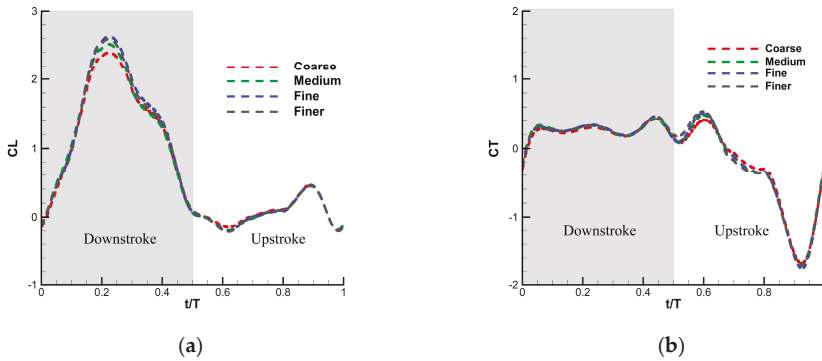 3
2
1
0
-1
CL
0
0.2
0.4
0.6
0.8
1
t/T
Coarse
Medium
Fine
Finer
Downstroke
Upstroke
(a)
2
1
0
-1
-2
CT
0
0.2
0.4
0.6
0.8
t/T
Coarse
Medium
Fine
Finer
Downstroke
Upstroke
(b)